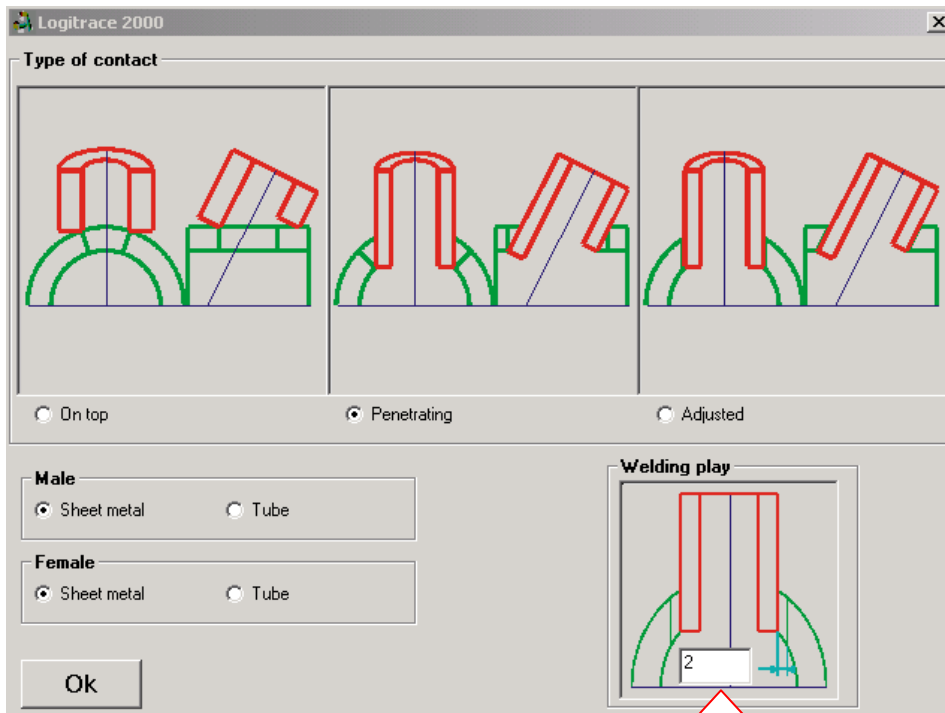 Logitrace 2000
Type of contact
On top
Penetrating
Adjusted
Male
Sheet metal
Tube
Female
Sheet metal
Tube
Welding play
2
Ok